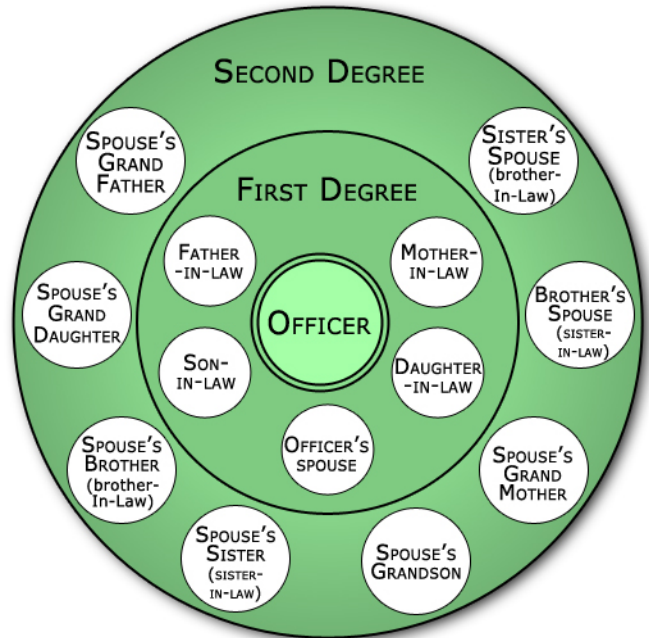 SECOND DEGREE
SPOUSE'S
GRAND
FATHER
SISTER'S
SPOUSE
(brother-
In-Law)
FIRST DEGREE
FATHER
-IN-LAW
MOTHER-
IN-LAW
SPOUSE'S
GRAND
DAUGHTER
OFFICER
BROTHER'S
SPOUSE
(SISTER-
IN-LAW)
SON-
IN-LAW
DAUGHTER
-IN-LAW
OFFICER'S
SPOUSE
SPOUSE'S
BROTHER
(brother-
In-Law)
SPOUSE'S
GRAND
MOTHER
SPOUSE'S
SISTER
(SISTER-
IN-LAW)
SPOUSE'S
GRANDSON